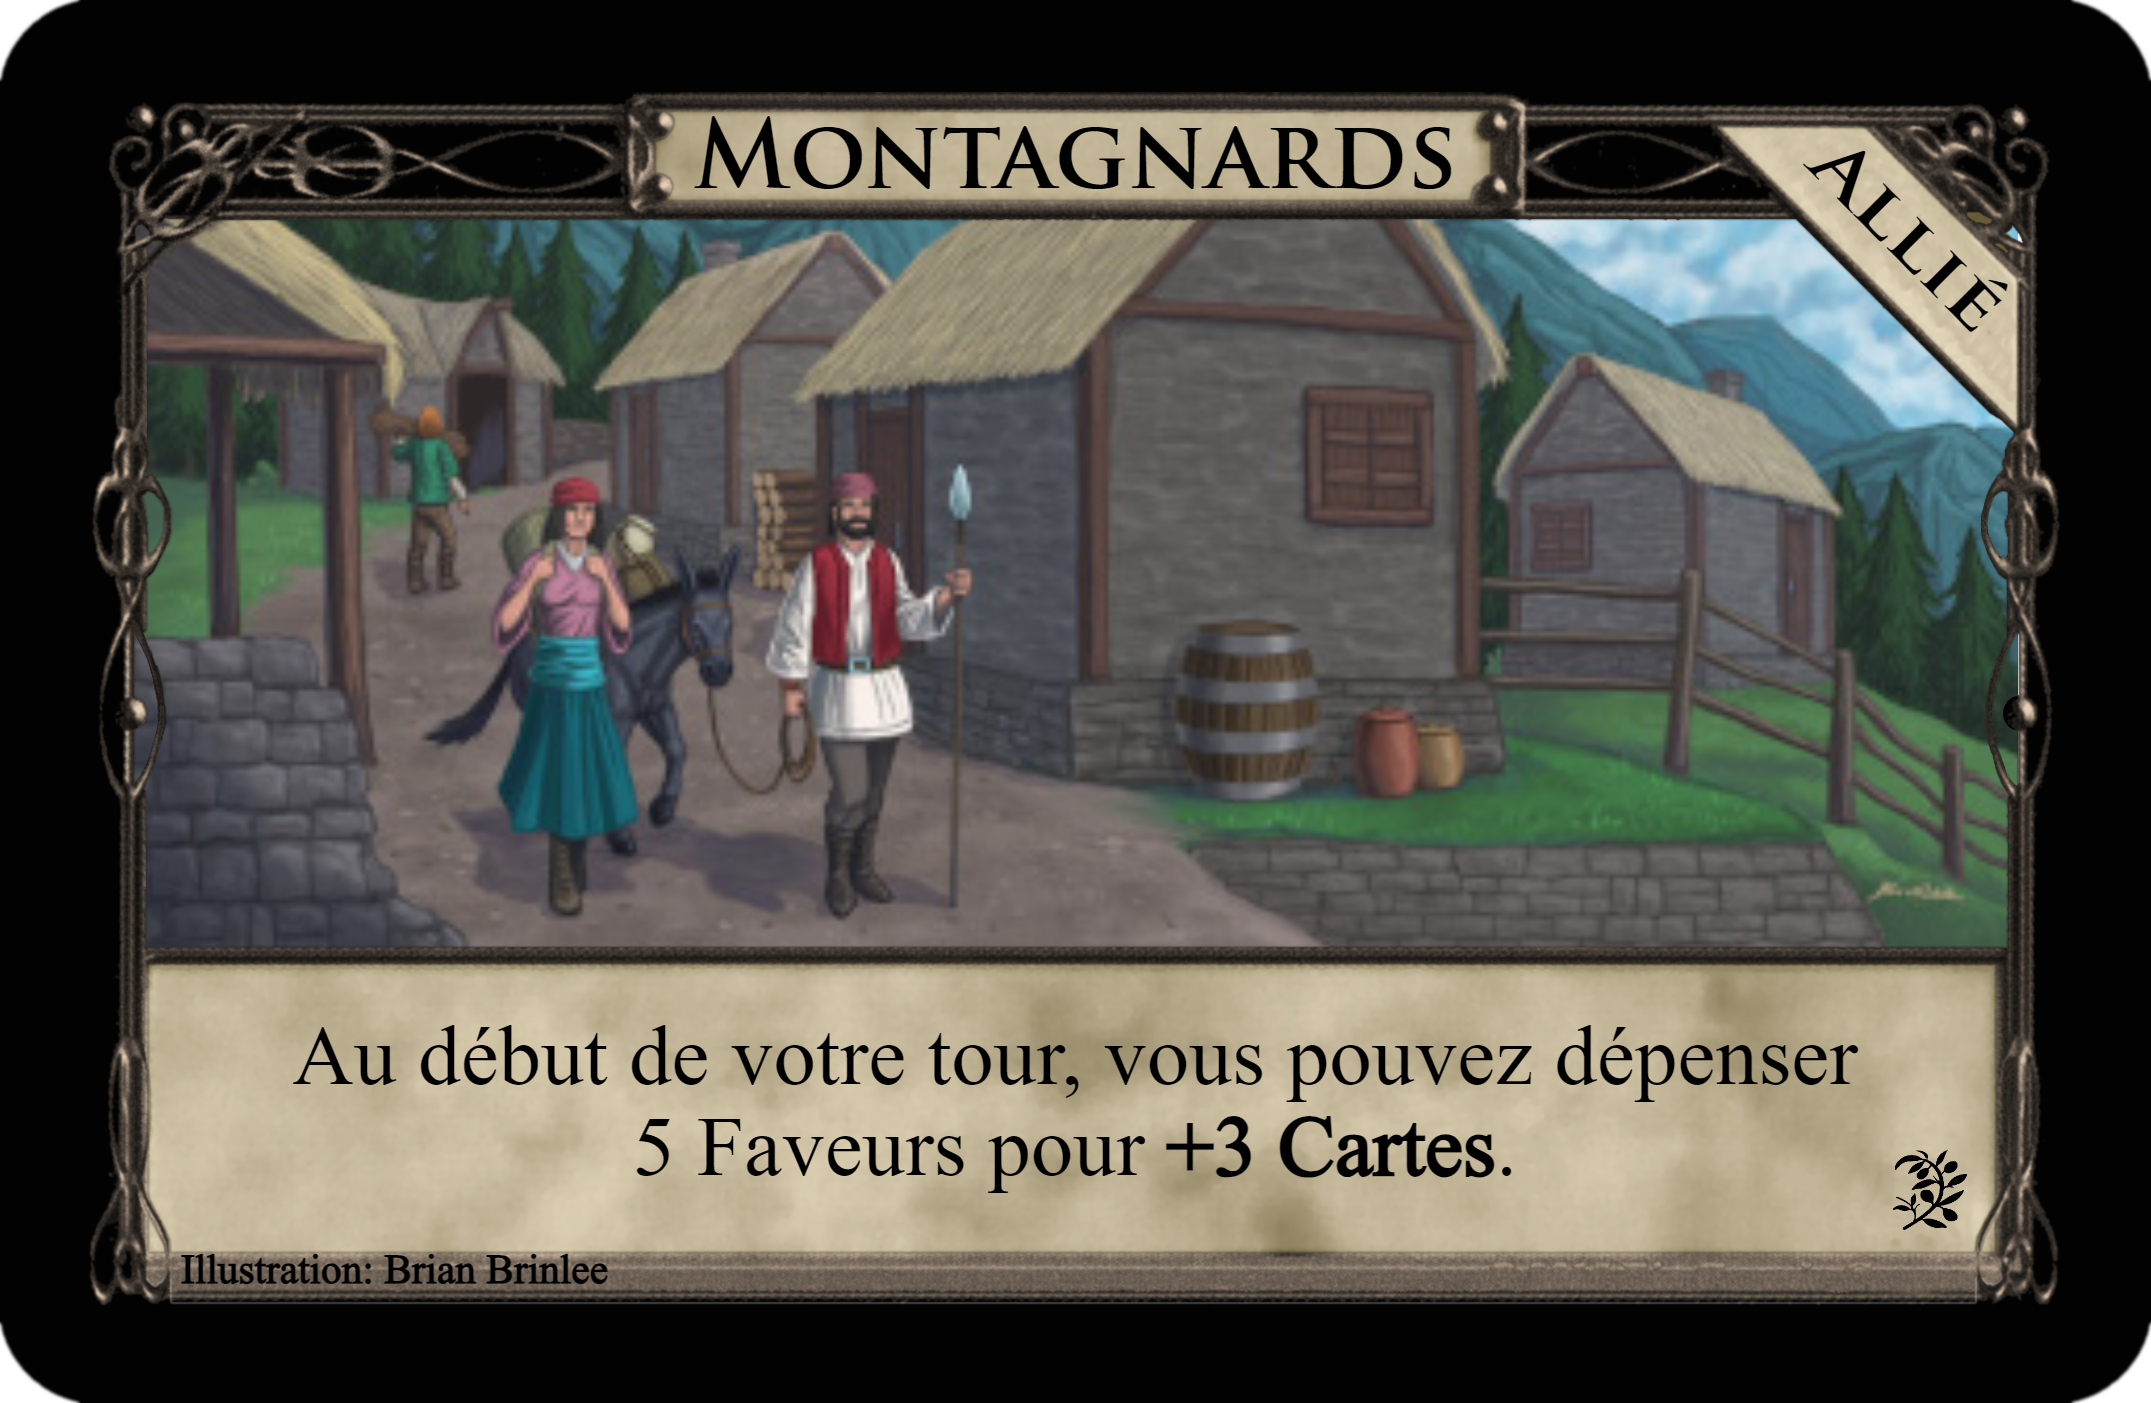 MONTAGNARDS
ALLIÉ
Au début de votre tour, vous pouvez dépenser
5 Faveurs pour +3 Cartes.
Illustration: Brian Brinlee